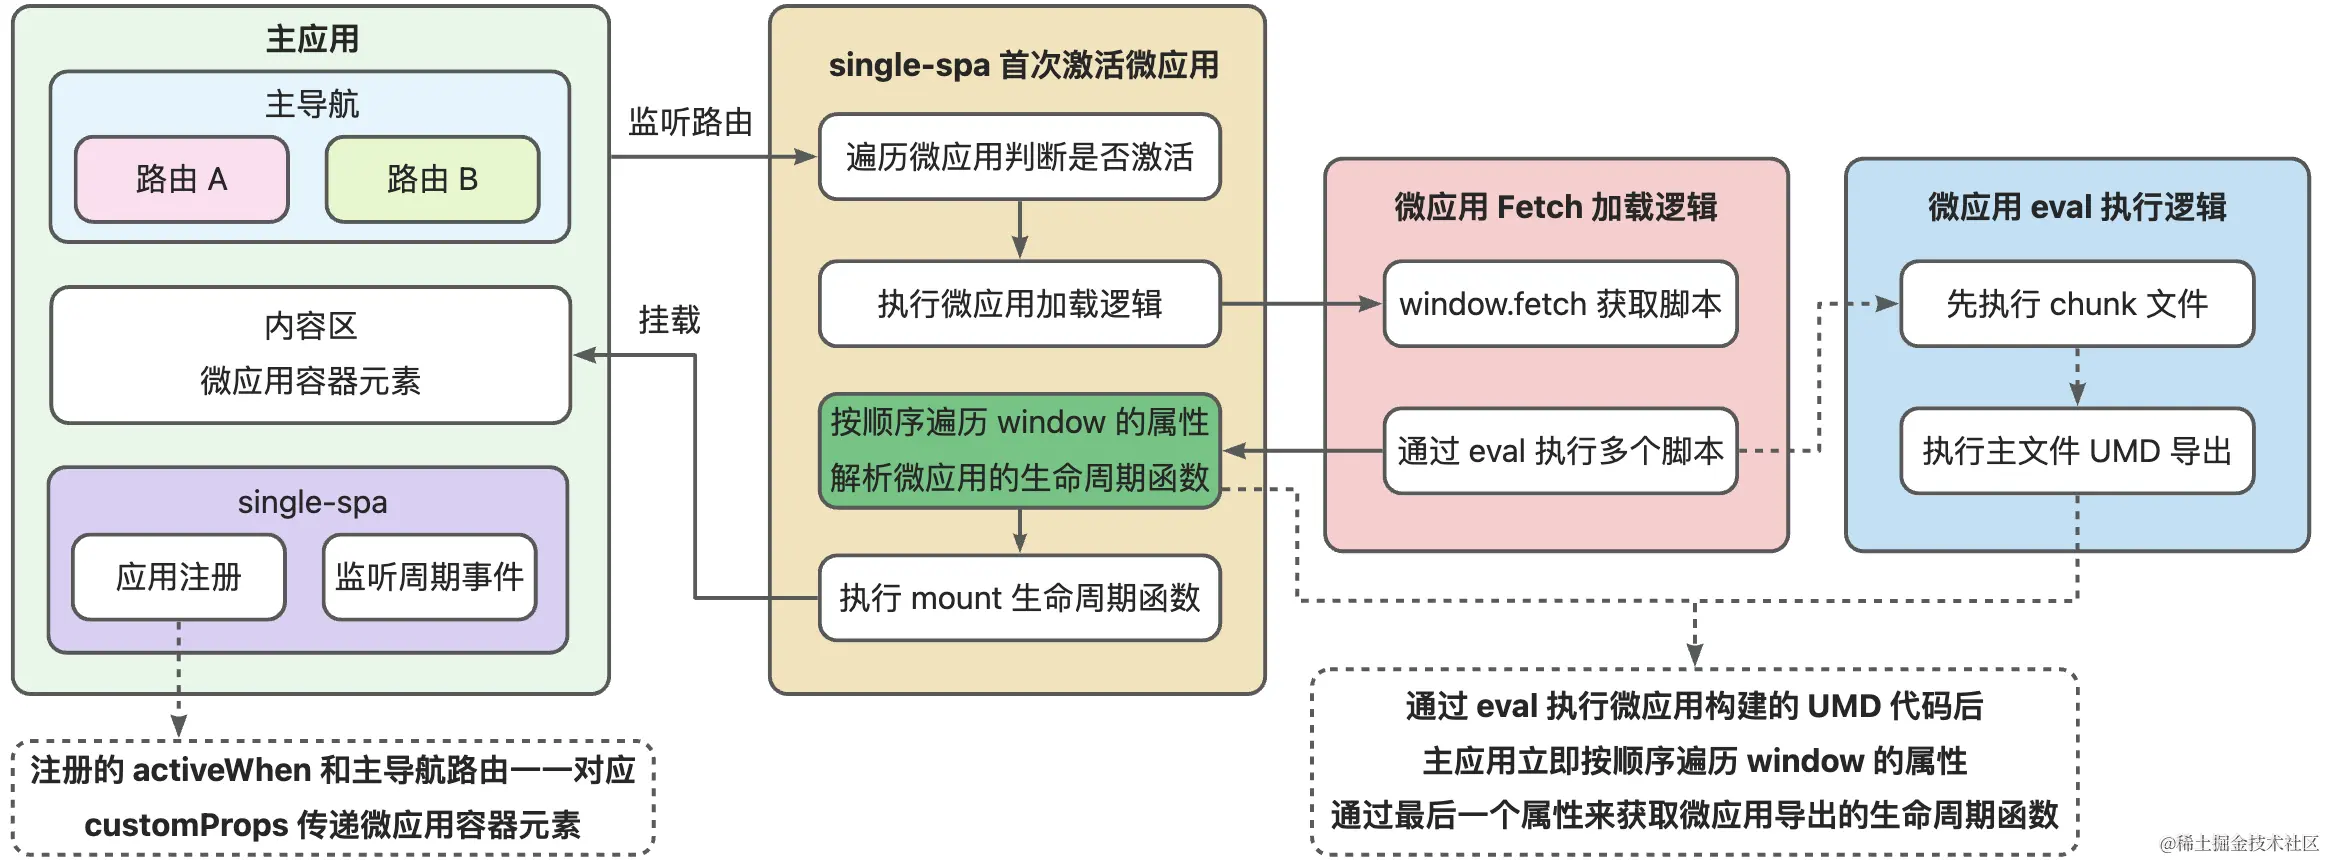 主应用
主导航
路由 A
路由 B
内容区
微应用容器元素
single-spa
应用注册
监听周期事件
注册的 activeWhen 和主导航路由一一对应
customProps 传递微应用容器元素
监听路由
挂载
single-spa 首次激活微应用
遍历微应用判断是否激活
执行微应用加载逻辑
按顺序遍历 window 的属性
解析微应用的生命周期函数
执行 mount 生命周期函数
微应用 Fetch 加载逻辑
window.fetch 获取脚本
通过 eval 执行多个脚本
微应用 eval 执行逻辑
先执行 chunk 文件
执行主文件 UMD 导出
通过 eval 执行微应用构建的 UMD 代码后
主应用立即按顺序遍历 window 的属性
通过最后一个属性来获取微应用导出的生命周期函数
@稀土掘金技术社区